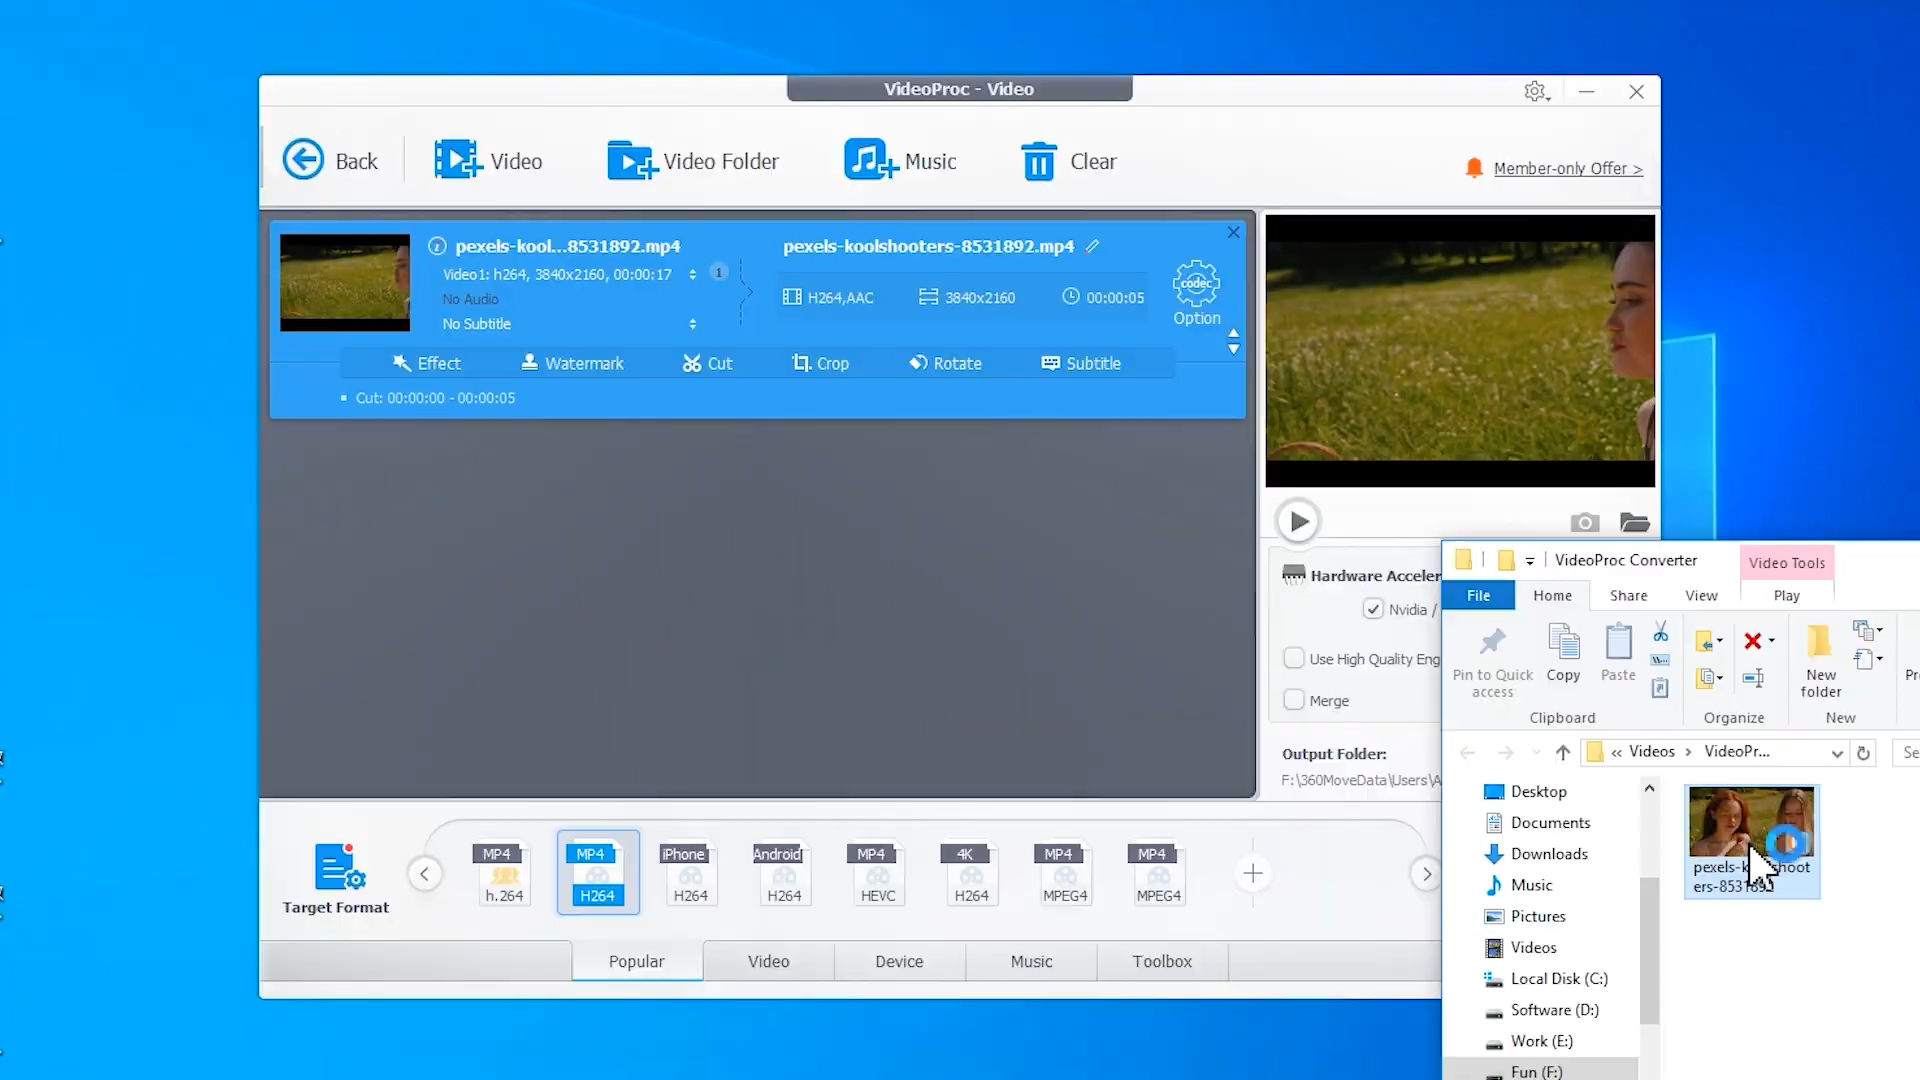 VideoProc - Video
Back
Video
Video Folder
Music
Clear
Member-only Offer >
pexels-kool...8531892.mp4
Video1: h264, 3840x2160, 00:00:17
1
No Audio
No Subtitle
pexels-koolshooters-8531892.mp4
H264,AAC
3840x2160
00:00:05
codec
Option
Effect
Watermark
Cut
Crop
Rotate
Subtitle
Cut: 00:00:00 - 00:00:05
Hardware Acceler
Nvidia /
Use High Quality Eng
Merge
Output Folder:
F:\360MoveData\Users\A
Target Format
MP4
h.264
MP4
H264
iPhone
H264
Android
H264
MP4
HEVC
4K
H264
MP4
MPEG4
MP4
MPEG4
Popular
Video
Device
Music
Toolbox
VideoProc Converter
Video Tools
File
Home
Share
View
Play
Pin to Quick access
Copy
Paste
New folder
Clipboard
Organize
New
« Videos > VideoPr...
Desktop
Documents
Downloads
Music
Pictures
Videos
Local Disk (C:)
Software (D:)
Work (E:)
Fun (F:)